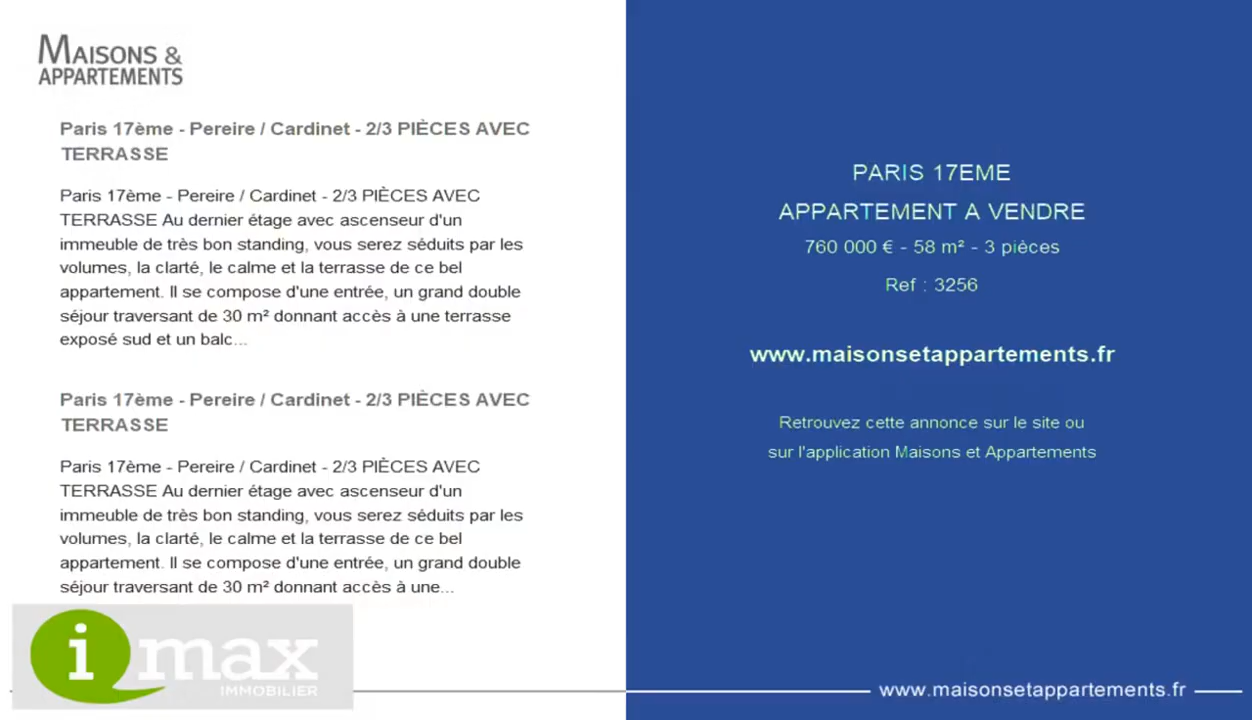 MAISONS &
APPARTEMENTS
Paris 17ème - Pereire / Cardinet - 2/3 PIÈCES AVEC
TERRASSE
Paris 17ème - Pereire / Cardinet - 2/3 PIÈCES AVEC
TERRASSE Au dernier étage avec ascenseur d'un
immeuble de très bon standing, vous serez séduits par les
volumes, la clarté, le calme et la terrasse de ce bel
appartement. Il se compose d'une entrée, un grand double
séjour traversant de 30 m² donnant accès à une terrasse
exposé sud et un balc...
Paris 17ème - Pereire / Cardinet - 2/3 PIÈCES AVEC
TERRASSE
Paris 17ème - Pereire / Cardinet - 2/3 PIÈCES AVEC
TERRASSE Au dernier étage avec ascenseur d'un
immeuble de très bon standing, vous serez séduits par les
volumes, la clarté, le calme et la terrasse de ce bel
appartement. Il se compose d'une entrée, un grand double
séjour traversant de 30 m² donnant accès à une...
imax
IMMOBILIER
PARIS 17EME
APPARTEMENT A VENDRE
760 000 € - 58 m² - 3 pièces
Ref : 3256
www.maisonsetappartements.fr
Retrouvez cette annonce sur le site ou
sur l'application Maisons et Appartements
www.maisonsetappartements.fr